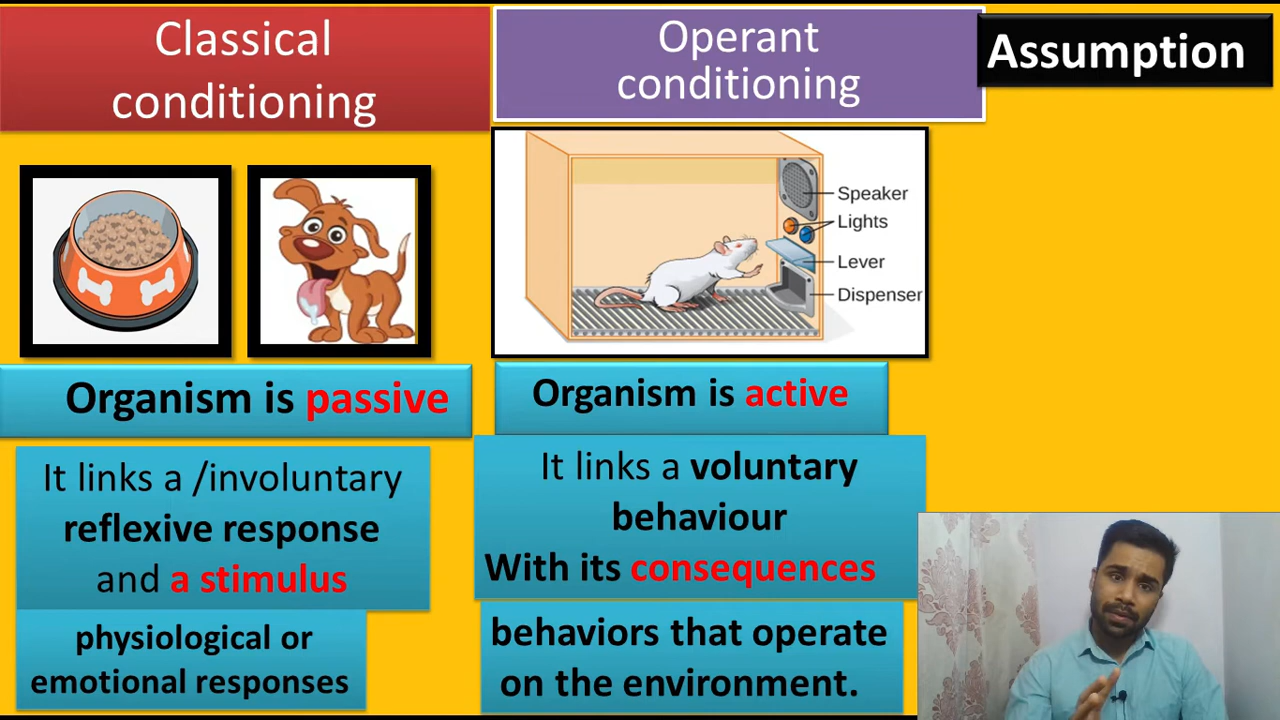 Classical
conditioning
Operant
conditioning
Assumption
Speaker
Lights
Lever
Dispenser
Organism is passive
It links a /involuntary
reflexive response
and a stimulus
physiological or
emotional responses
Organism is active
It links a voluntary
behaviour
With its consequences
behaviors that operate
on the environment.